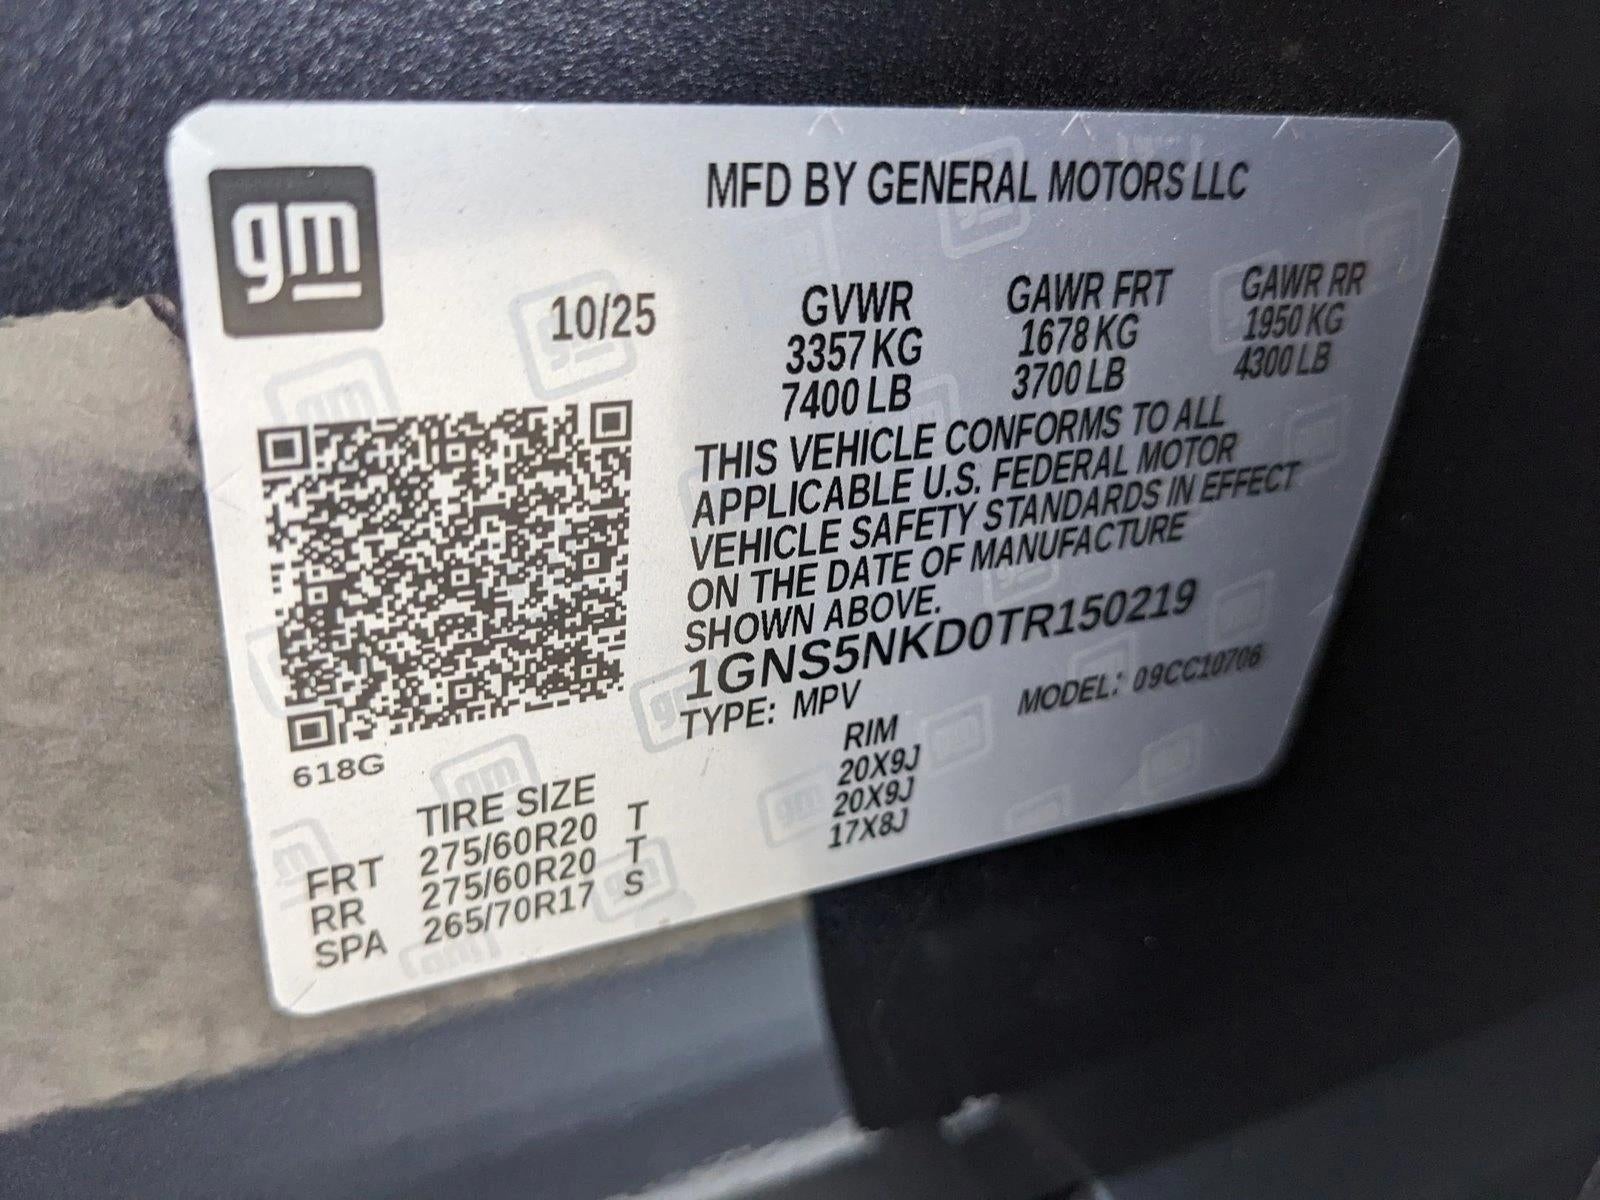 gm
MFD BY GENERAL MOTORS LLC
10/25
GVWR GAWR FRT GAWR RR
3357 KG 1678 KG 1950 KG
7400 LB 3700 LB 4300 LB
THIS VEHICLE CONFORMS TO ALL
APPLICABLE U.S. FEDERAL MOTOR
VEHICLE SAFETY STANDARDS IN EFFECT
ON THE DATE OF MANUFACTURE
SHOWN ABOVE.
1GNS5NKD0TR150219
TYPE: MPV MODEL: 09CC10706
618G
TIRE SIZE RIM
FRT 275/60R20 T 20X9J
RR 275/60R20 T 20X9J
SPA 265/70R17 S 17X8J